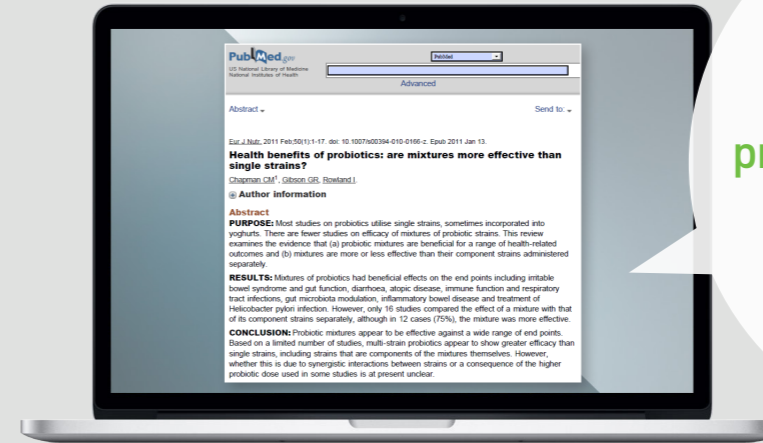 PubMed.gov
US National Library of Medicine
National Institutes of Health
PubMed
Advanced
Abstract
Send to:
Eur J Nutr. 2011 Feb;50(1):1-17. doi: 10.1007/s00394-010-0166-z. Epub 2011 Jan 13.
Health benefits of probiotics: are mixtures more effective than
single strains?
Chapman CM1, Gibson GR, Rowland I.
Author information
Abstract
PURPOSE: Most studies on probiotics utilise single strains, sometimes incorporated into
yoghurts. There are fewer studies on efficacy of mixtures of probiotic strains. This review
examines the evidence that (a) probiotic mixtures are beneficial for a range of health-related
outcomes and (b) mixtures are more or less effective than their component strains administered
separately.
RESULTS: Mixtures of probiotics had beneficial effects on the end points including irritable
bowel syndrome and gut function, diarrhoea, atopic disease, immune function and respiratory
tract infections, gut microbiota modulation, inflammatory bowel disease and treatment of
Helicobacter pylori infection. However, only 16 studies compared the effect of a mixture with that
of its component strains separately, although in 12 cases (75%), the mixture was more effective.
CONCLUSION: Probiotic mixtures appear to be effective against a wide range of end points.
Based on a limited number of studies, multi-strain probiotics appear to show greater efficacy than
single strains, including strains that are components of the mixtures themselves. However,
whether this is due to synergistic interactions between strains or a consequence of the higher
probiotic dose used in some studies is at present unclear.
pr